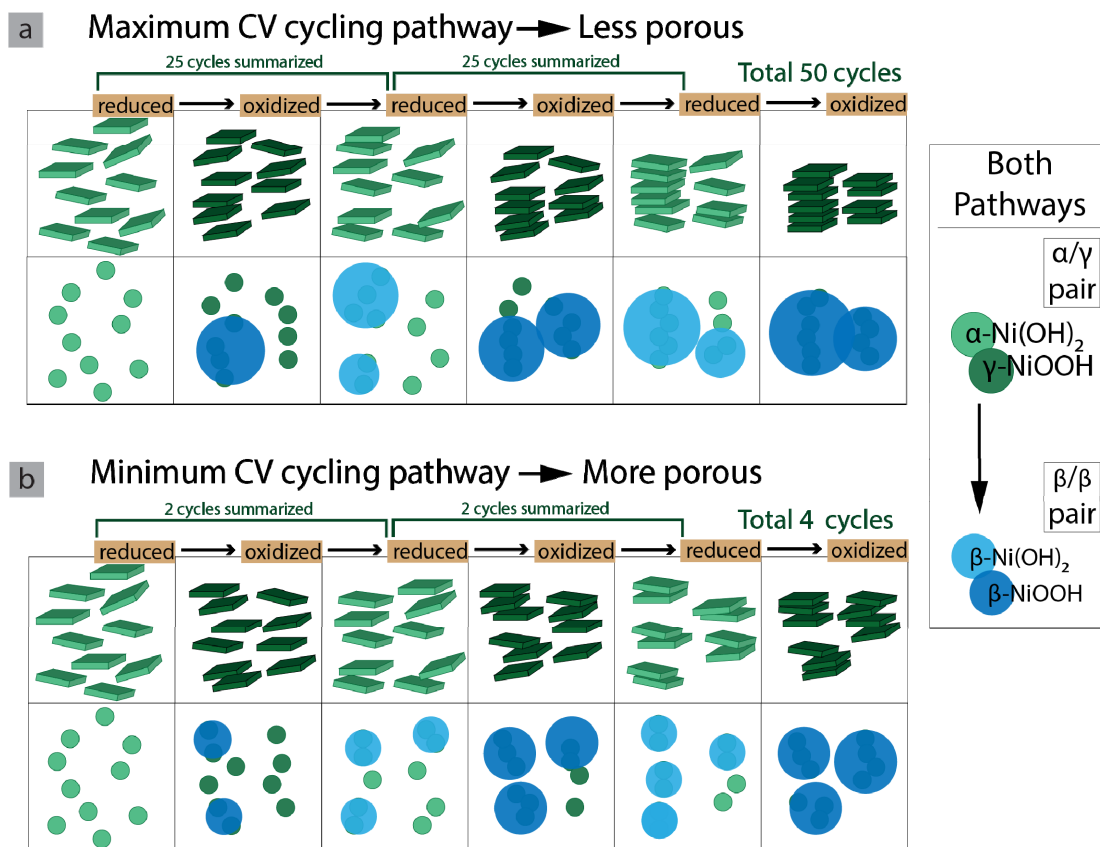 a
Maximum CV cycling pathway → Less porous
25 cycles summarized
25 cycles summarized
Total 50 cycles
reduced → oxidized → reduced → oxidized → reduced → oxidized
b
Minimum CV cycling pathway → More porous
2 cycles summarized
2 cycles summarized
Total 4 cycles
reduced → oxidized → reduced → oxidized → reduced → oxidized
Both
Pathways
α/γ
pair
α-Ni(OH)₂
γ-NiOOH
β/β
pair
β-Ni(OH)₂
β-NiOOH